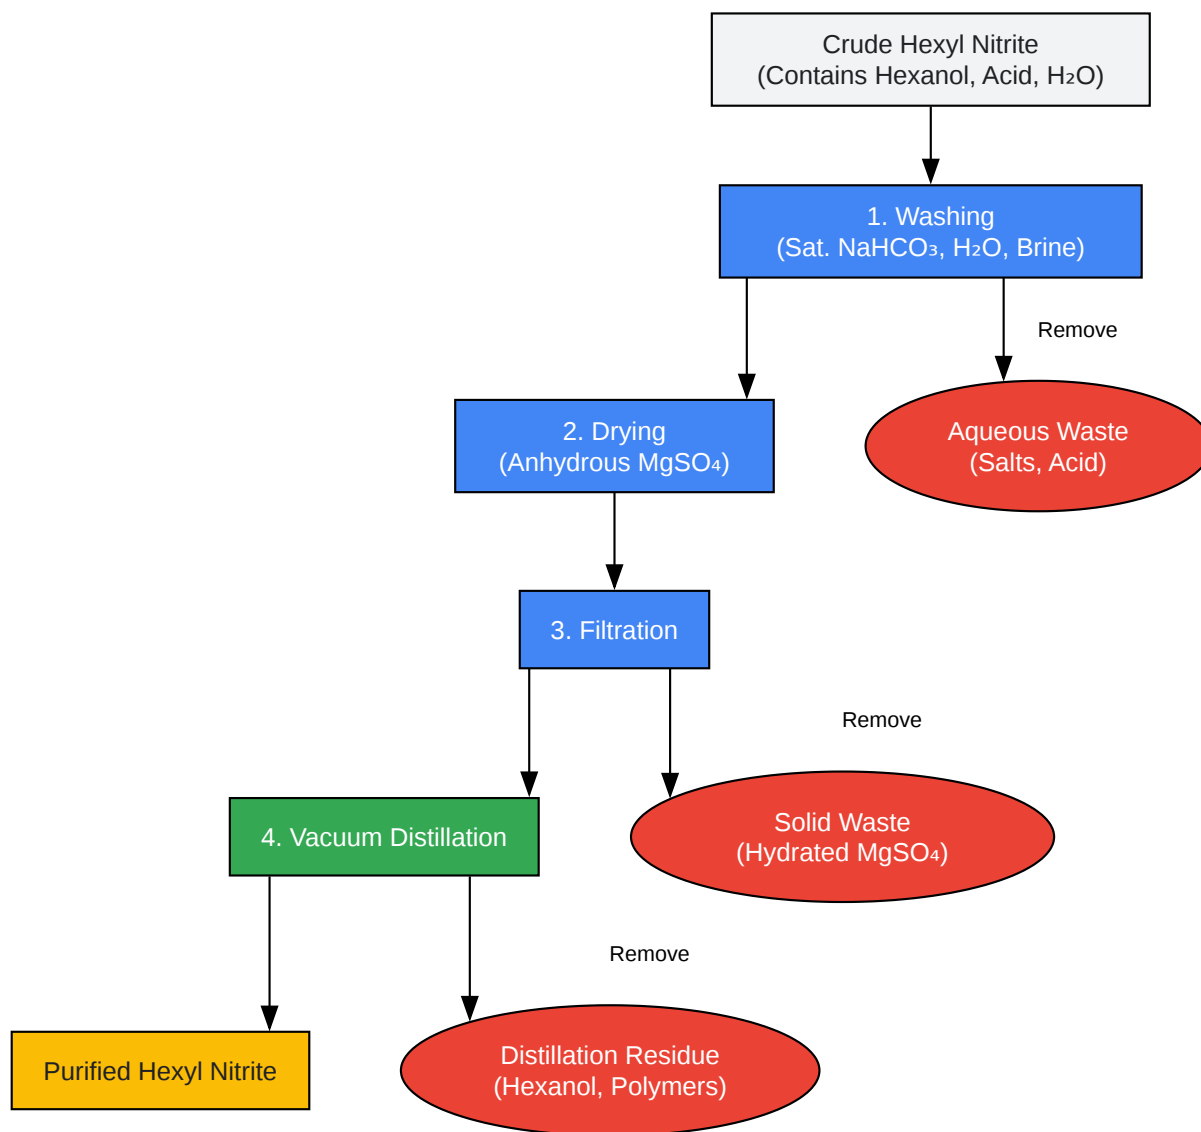 Crude Hexyl Nitrite
(Contains Hexanol, Acid, H₂O)
1. Washing
(Sat. NaHCO₃, H₂O, Brine)
Remove
2. Drying
(Anhydrous MgSO₄)
Aqueous Waste
(Salts, Acid)
3. Filtration
Remove
4. Vacuum Distillation
Solid Waste
(Hydrated MgSO₄)
Remove
Purified Hexyl Nitrite
Distillation Residue
(Hexanol, Polymers)